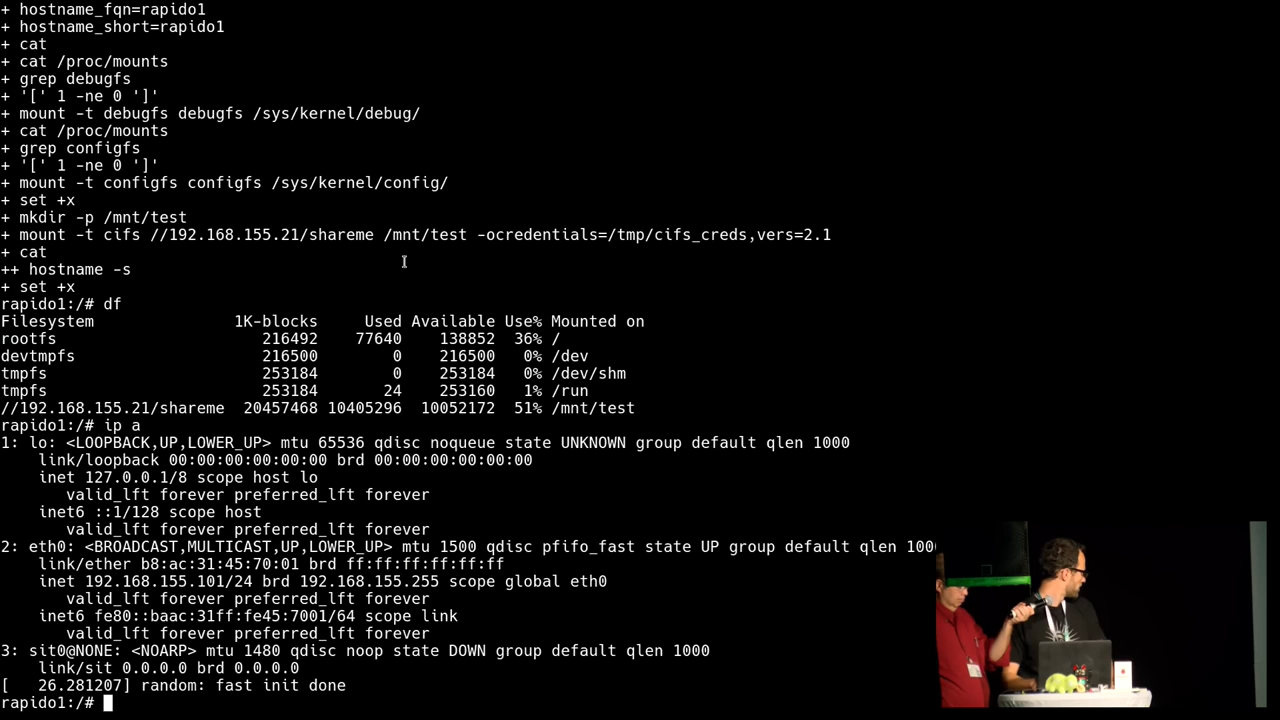 + hostname_fqn=rapido1
+ hostname_short=rapido1
+ cat
+ cat /proc/mounts
+ grep debugfs
+ '[' 1 -ne 0 ']'
+ mount -t debugfs debugfs /sys/kernel/debug/
+ cat /proc/mounts
+ grep configfs
+ '[' 1 -ne 0 ']'
+ mount -t configfs configfs /sys/kernel/config/
+ set +x
+ mkdir -p /mnt/test
+ mount -t cifs //192.168.155.21/shareme /mnt/test -ocredentials=/tmp/cifs_creds,vers=2.1
+ cat
++ hostname -s
+ set +x
rapido1:/# df
Filesystem 1K-blocks Used Available Use% Mounted on
rootfs 216492 77640 138852 36% /
devtmpfs 216500 0 216500 0% /dev
tmpfs 253184 0 253184 0% /dev/shm
tmpfs 253184 24 253160 1% /run
//192.168.155.21/shareme 20457468 10405296 10052172 51% /mnt/test
rapido1:/# ip a
1: lo: <LOOPBACK,UP,LOWER_UP> mtu 65536 qdisc noqueue state UNKNOWN group default qlen 1000
link/loopback 00:00:00:00:00:00 brd 00:00:00:00:00:00
inet 127.0.0.1/8 scope host lo
valid_lft forever preferred_lft forever
inet6 ::1/128 scope host
valid_lft forever preferred_lft forever
2: eth0: <BROADCAST,MULTICAST,UP,LOWER_UP> mtu 1500 qdisc pfifo_fast state UP group default qlen 100
link/ether b8:ac:31:45:70:01 brd ff:ff:ff:ff:ff:ff
inet 192.168.155.101/24 brd 192.168.155.255 scope global eth0
valid_lft forever preferred_lft forever
inet6 fe80::baac:31ff:fe45:7001/64 scope link
valid_lft forever preferred_lft forever
3: sit0@NONE: <NOARP> mtu 1480 qdisc noop state DOWN group default qlen 1000
link/sit 0.0.0.0 brd 0.0.0.0
[   26.281207] random: fast init done
rapido1:/#